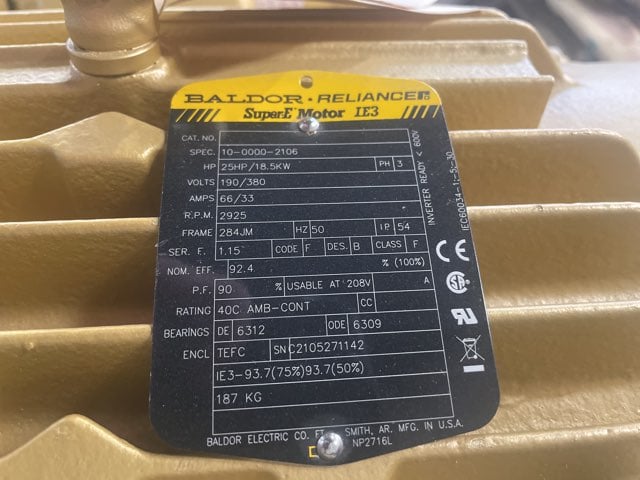 BALDOR • RELIANCE
Super-E Motor IE3
CAT. NO.
SPEC. 10-0000-2106
HP 25HP/18.5KW PH 3
VOLTS 190/380
AMPS 66/33
R.P.M. 2925
FRAME 284JM HZ 50 IP 54
SER. F. 1.15 CODE F DES. B CLASS F
NOM. EFF. 92.4 % (100%)
P.F. 90 % USABLE AT 208V A
RATING 40C AMB-CONT CC
BEARINGS DE 6312 ODE 6309
ENCL TEFC SN C2105271142
IE3-93.7(75%)93.7(50%)
187 KG
BALDOR ELECTRIC CO. FT. SMITH, AR. MFG. IN U.S.A.
NP2716L
INVERTER READY < 600V
IEC60034-1;-5;-30
CE